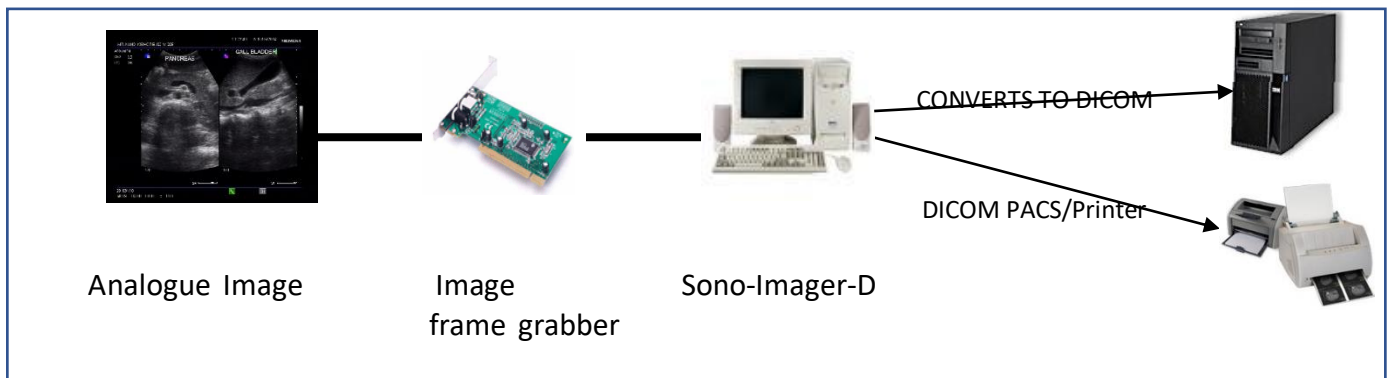 PANCREAS
GALL BLADDER
CONVERTS TO DICOM
DICOM PACS/Printer
Analogue Image
Image
frame grabber
Sono-Imager-D